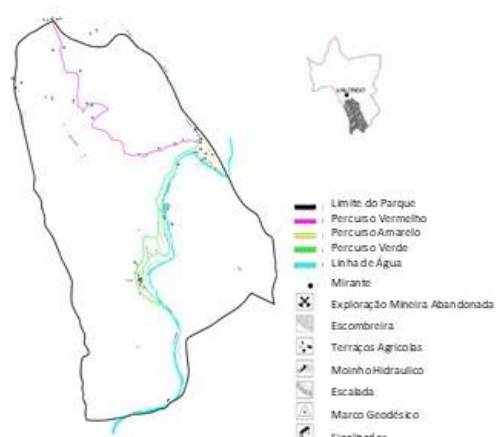 Limite do Parque
Percurso Vermelho
Percurso Amarelo
Percurso Verde
Linha de Água
Mirante
Exploração Mineira Abandonada
Escombreira
Terraços Agricolas
Moinho Hidraulico
Escalada
Marco Geodésico